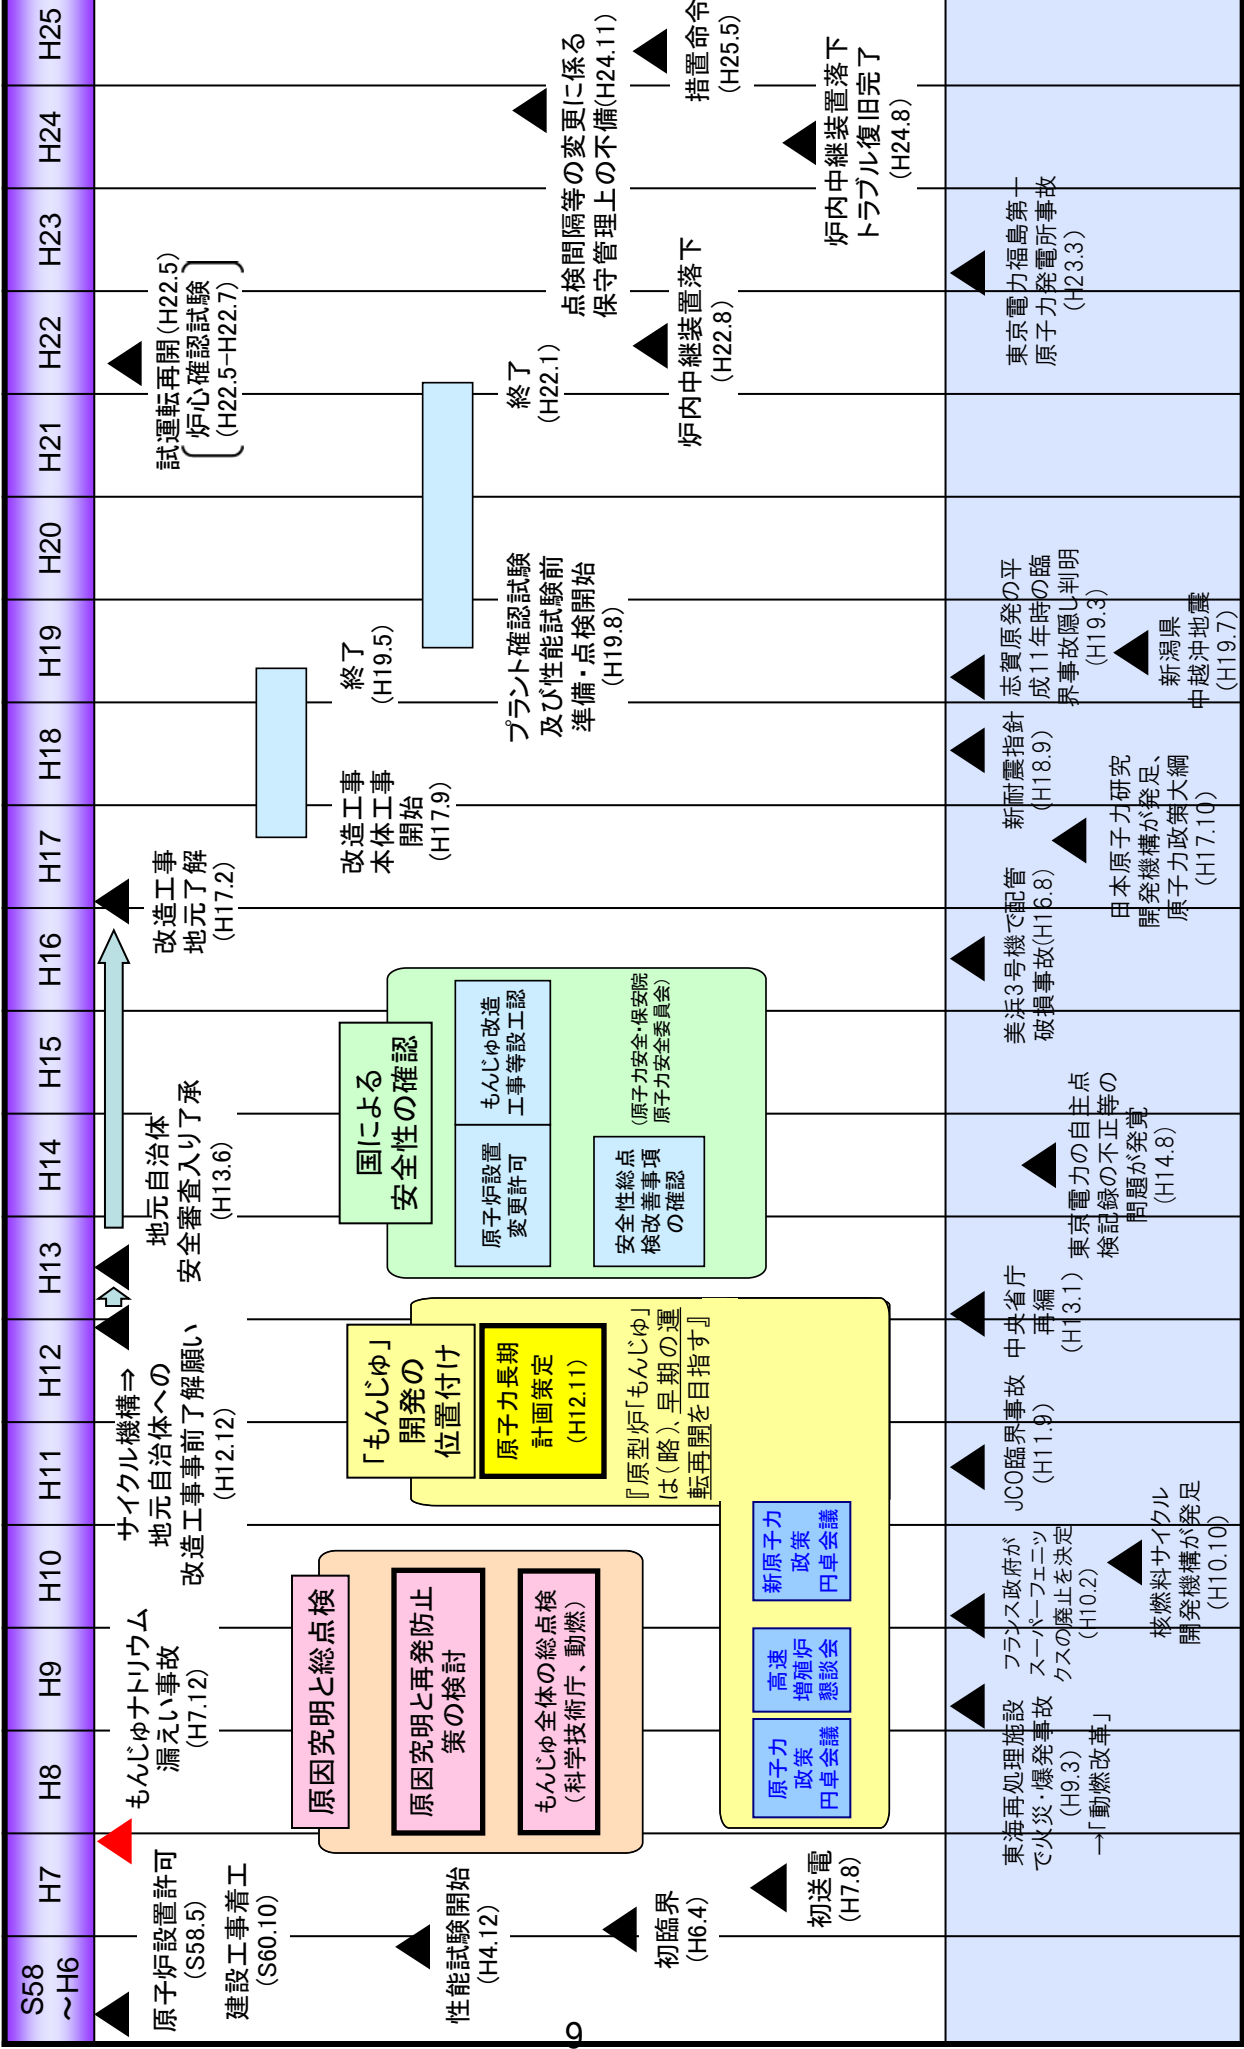 S58
～H6
H7
H8
H9
H10
H11
H12
H13
H14
H15
H16
H17
H18
H19
H20
H21
H22
H23
H24
H25
原子炉設置許可
(S58.5)
建設工事着工
(S60.10)
性能試験開始
(H4.12)
初臨界
(H6.4)
初送電
(H7.8)
もんじゅナトリウム
漏えい事故
(H7.12)
サイクル機構⇒
地元自治体への
改造工事事前了解願い
(H12.12)
地元自治体
安全審査入り了承
(H13.6)
改造工事
地元了解
(H17.2)
試運転再開(H22.5)
炉心確認試験
(H22.5-H22.7)
原因究明と総点検
原因究明と再発防止
策の検討
もんじゅ全体の総点検
(科学技術庁、動燃)
「もんじゅ」
開発の
位置付け
原子力長期
計画策定
(H12.11)
『原型炉「もんじゅ」
は(略)、早期の運
転再開を目指す』
原子力
政策
円卓会議
高速
増殖炉
懇談会
新原子力
政策
円卓会議
国による
安全性の確認
原子炉設置
変更許可
もんじゅ改造
工事等設工認
安全性総点
検改善事項
の確認
(原子力安全・保安院
原子力安全委員会)
改造工事
本体工事
開始
(H17.9)
終了
(H19.5)
プラント確認試験
及び性能試験前
準備・点検開始
(H19.8)
終了
(H22.1)
炉内中継装置落下
(H22.8)
点検間隔等の変更に係る
保守管理上の不備(H24.11)
措置命令
(H25.5)
炉内中継装置落下
トラブル復旧完了
(H24.8)
東海再処理施設
で火災・爆発事故
(H9.3)
→「動燃改革」
フランス政府が
スーパーフェニッ
クスの廃止を決定
(H10.2)
核燃料サイクル
開発機構が発足
(H10.10)
JCO臨界事故
(H11.9)
中央省庁
再編
(H13.1)
東京電力の自主点
検記録の不正等の
問題が発覚
(H14.8)
美浜3号機で配管
破損事故(H16.8)
日本原子力研究
開発機構が発足、
原子力政策大綱
(H17.10)
新耐震指針
(H18.9)
志賀原発の平
成11年時の臨
界事故隠し判明
(H19.3)
新潟県
中越沖地震
(H19.7)
東京電力福島第一
原子力発電所事故
(H23.3)
9